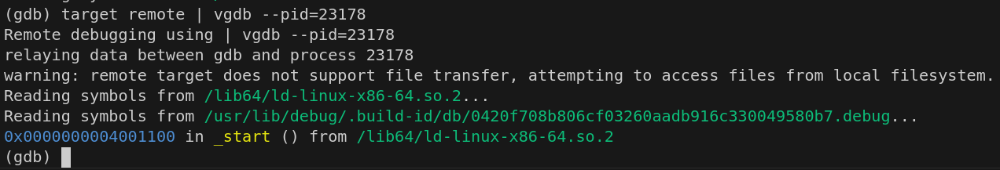 (gdb) target remote | vgdb --pid=23178
Remote debugging using | vgdb --pid=23178
relaying data between gdb and process 23178
warning: remote target does not support file transfer, attempting to access files from local filesystem.
Reading symbols from /lib64/ld-linux-x86-64.so.2...
Reading symbols from /usr/lib/debug/.build-id/db/0420f708b806cf03260aadb916c330049580b7.debug...
0x0000000004001100 in _start () from /lib64/ld-linux-x86-64.so.2
(gdb)